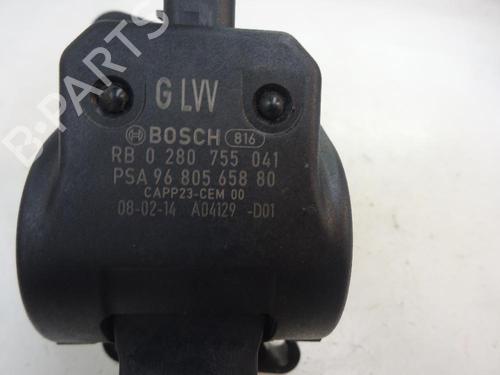 G LVV
BOSCH 816
RB 0 280 755 041
PSA 96 805 658 80
CAPP23-CEM 00
08-02-14 A04129 -D01
B-PARTS